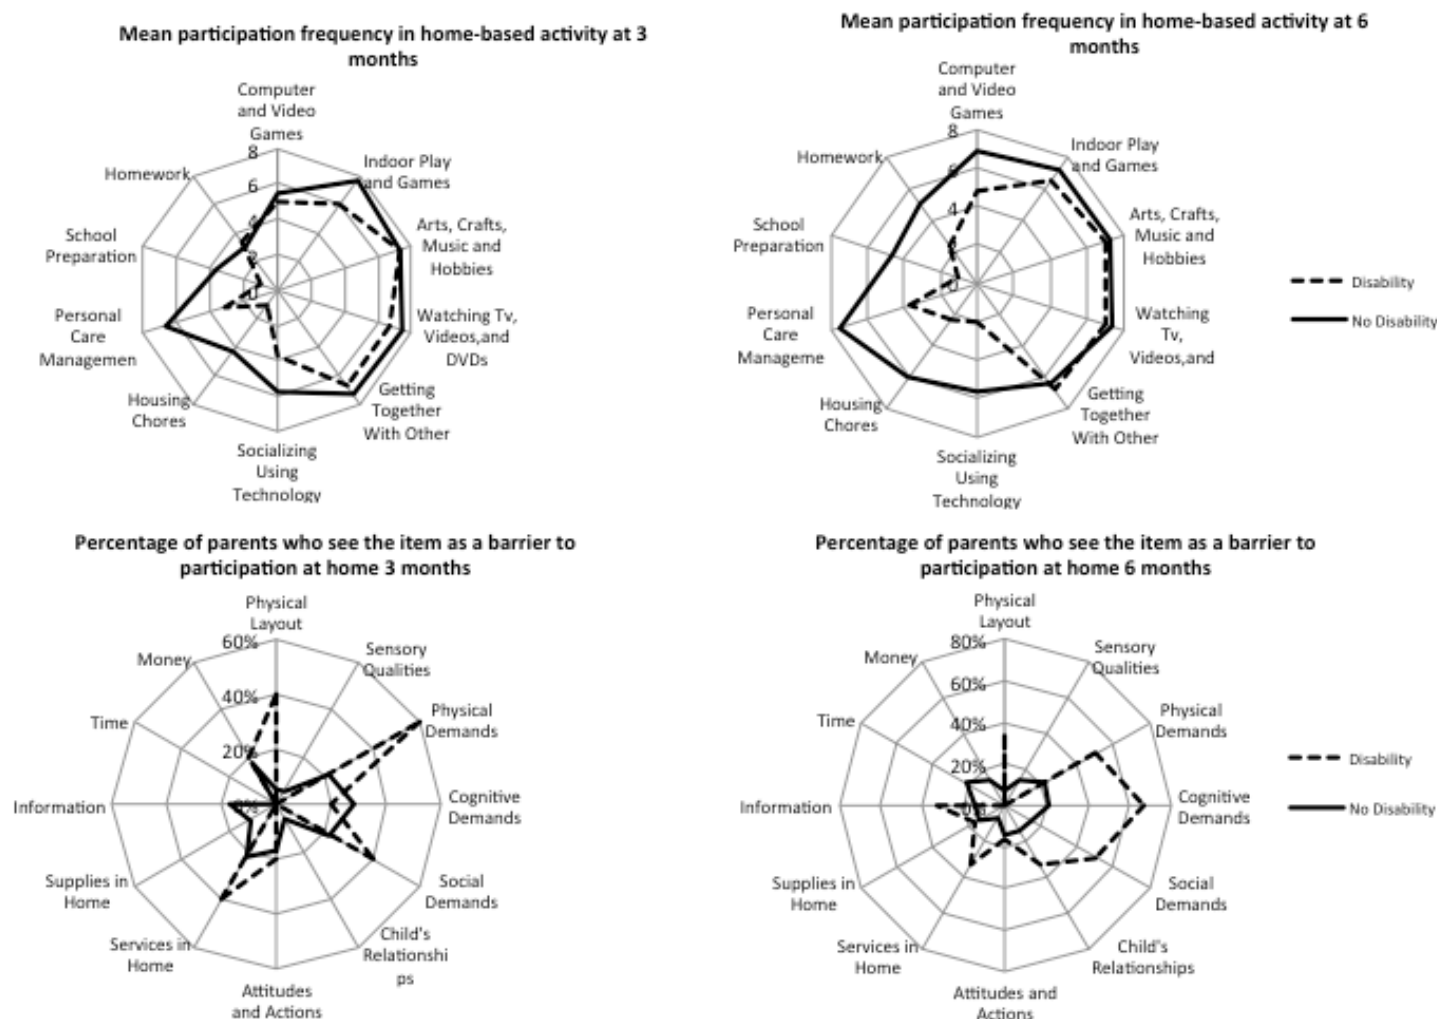 Mean participation frequency in home-based activity at 3
months
Computer
and Video
Games
Indoor Play
and Games
Arts, Crafts,
Music and
Hobbies
Watching Tv,
Videos,and
DVDs
Getting
Together
With Other
Socializing
Using
Technology
Housing
Chores
Personal
Care
Managemen
School
Preparation
Homework
8
6
4
2
0
Mean participation frequency in home-based activity at 6
months
Computer
and Video
Games
Indoor Play
and Games
Arts, Crafts,
Music and
Hobbies
Watching
Tv,
Videos,and
Getting
Together
With Other
Socializing
Using
Technology
Housing
Chores
Personal
Care
Manageme
School
Preparation
Homework
8
6
4
2
0
Disability
No Disability
Percentage of parents who see the item as a barrier to
participation at home 3 months
Physical
Layout
Sensory
Qualities
Physical
Demands
Cognitive
Demands
Social
Demands
Child's
Relationshi
ps
Attitudes
and Actions
Services in
Home
Supplies in
Home
Information
Time
Money
60%
40%
20%
0%
Percentage of parents who see the item as a barrier to
participation at home 6 months
Physical
Layout
Sensory
Qualities
Physical
Demands
Cognitive
Demands
Social
Demands
Child's
Relationships
Attitudes and
Actions
Services in
Home
Supplies in
Home
Information
Time
Money
80%
60%
40%
20%
0%
Disability
No Disability